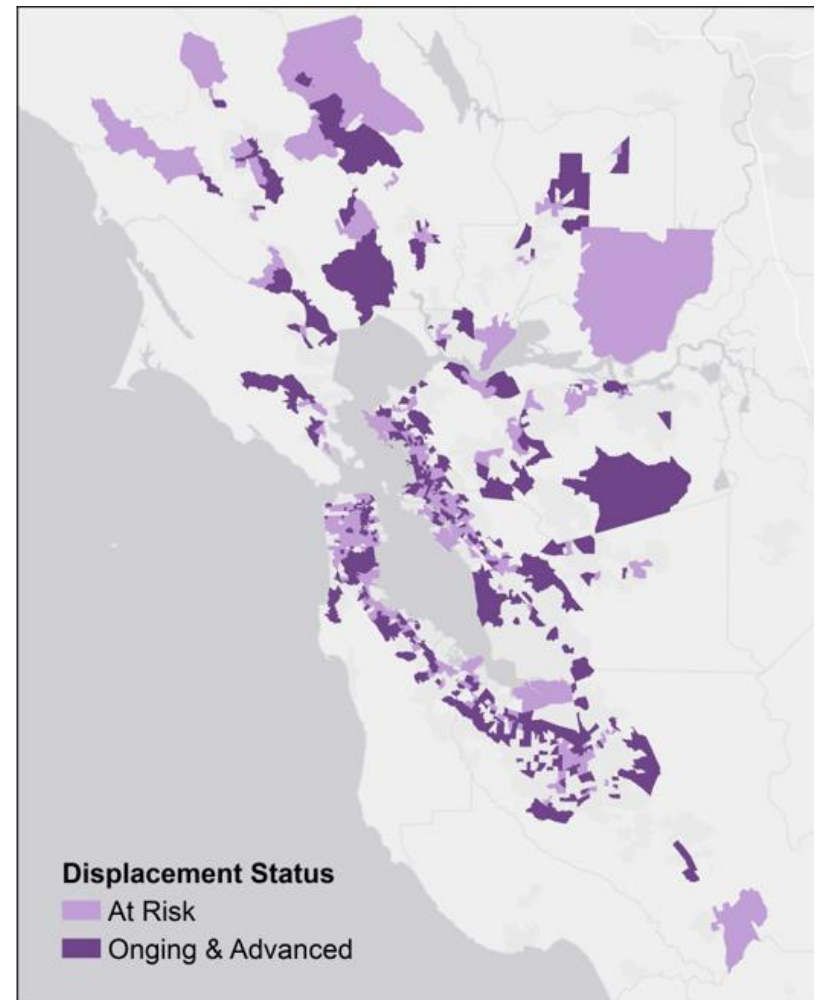 Displacement Status
At Risk
Onging & Advanced